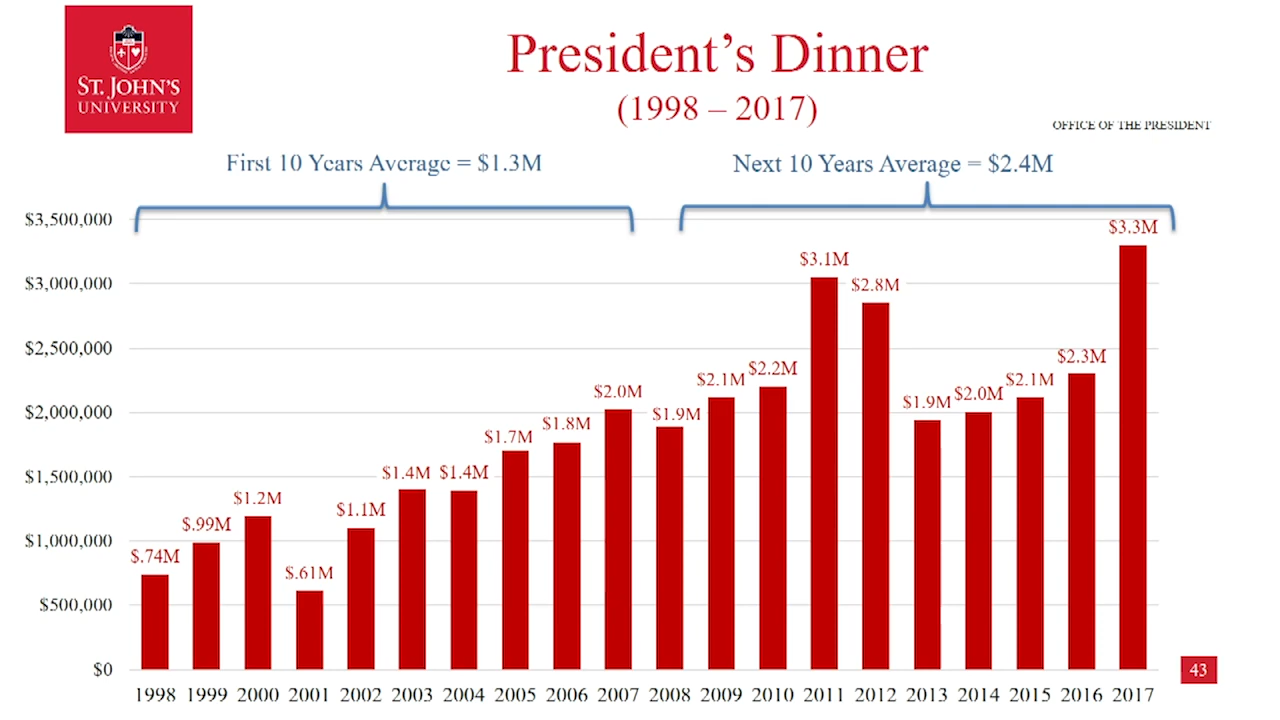 ST. JOHN'S
UNIVERSITY
President's Dinner
(1998 – 2017)
OFFICE OF THE PRESIDENT
First 10 Years Average = $1.3M
Next 10 Years Average = $2.4M
$3,500,000
$3,000,000
$2,500,000
$2,000,000
$1,500,000
$1,000,000
$500,000
$0
$.74M
$.99M
$1.2M
$.61M
$1.1M
$1.4M
$1.4M
$1.7M
$1.8M
$2.0M
$1.9M
$2.1M
$2.2M
$3.1M
$2.8M
$1.9M
$2.0M
$2.1M
$2.3M
$3.3M
1998 1999 2000 2001 2002 2003 2004 2005 2006 2007 2008 2009 2010 2011 2012 2013 2014 2015 2016 2017
43